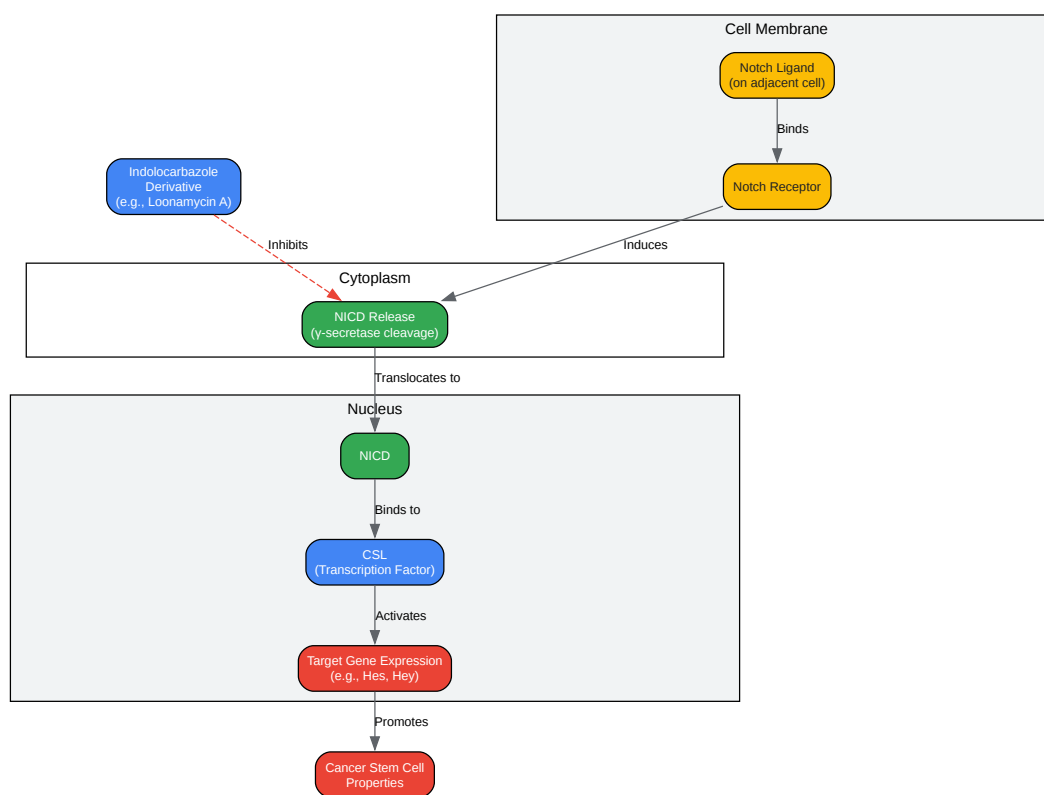 Cell Membrane
Notch Ligand
(on adjacent cell)
Binds
Notch Receptor
Indolocarbazole
Derivative
(e.g., Loonamycin A)
Inhibits
Induces
Cytoplasm
NICD Release
(γ-secretase cleavage)
Translocates to
Nucleus
NICD
Binds to
CSL
(Transcription Factor)
Activates
Target Gene Expression
(e.g., Hes, Hey)
Promotes
Cancer Stem Cell
Properties